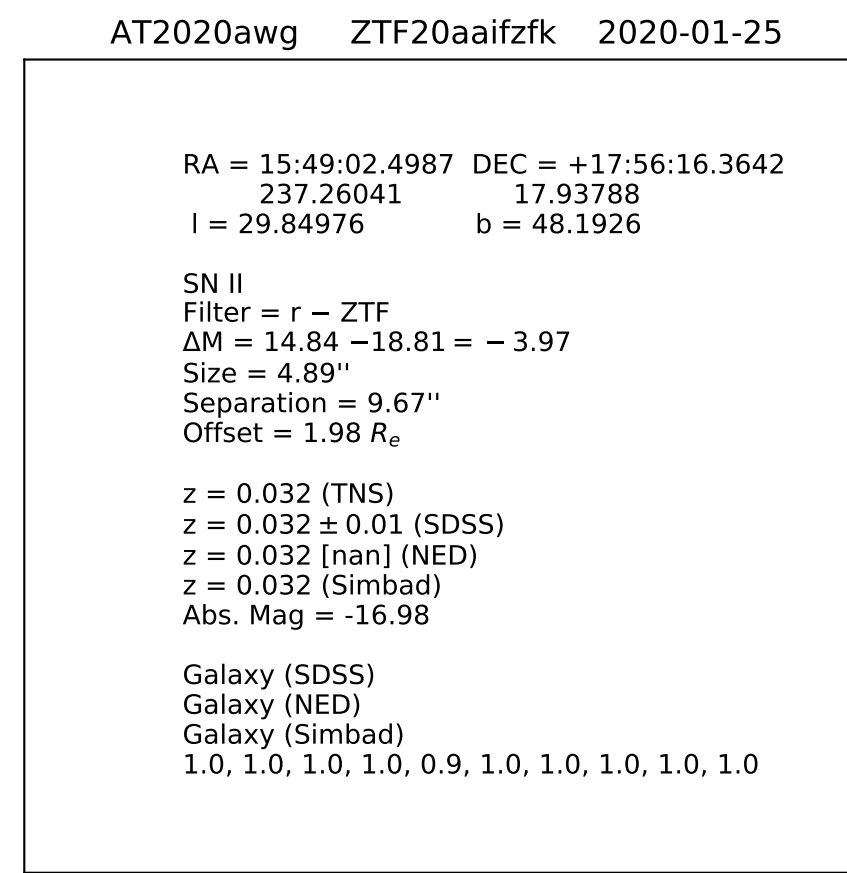 AT2020awg ZTF20aaifzfk 2020-01-25
RA = 15:49:02.4987 DEC = +17:56:16.3642
237.26041 17.93788
l = 29.84976 b = 48.1926
SN II
Filter = r − ZTF
ΔM = 14.84 −18.81 = − 3.97
Size = 4.89''
Separation = 9.67''
Offset = 1.98 Re
z = 0.032 (TNS)
z = 0.032 ± 0.01 (SDSS)
z = 0.032 [nan] (NED)
z = 0.032 (Simbad)
Abs. Mag = -16.98
Galaxy (SDSS)
Galaxy (NED)
Galaxy (Simbad)
1.0, 1.0, 1.0, 1.0, 0.9, 1.0, 1.0, 1.0, 1.0, 1.0